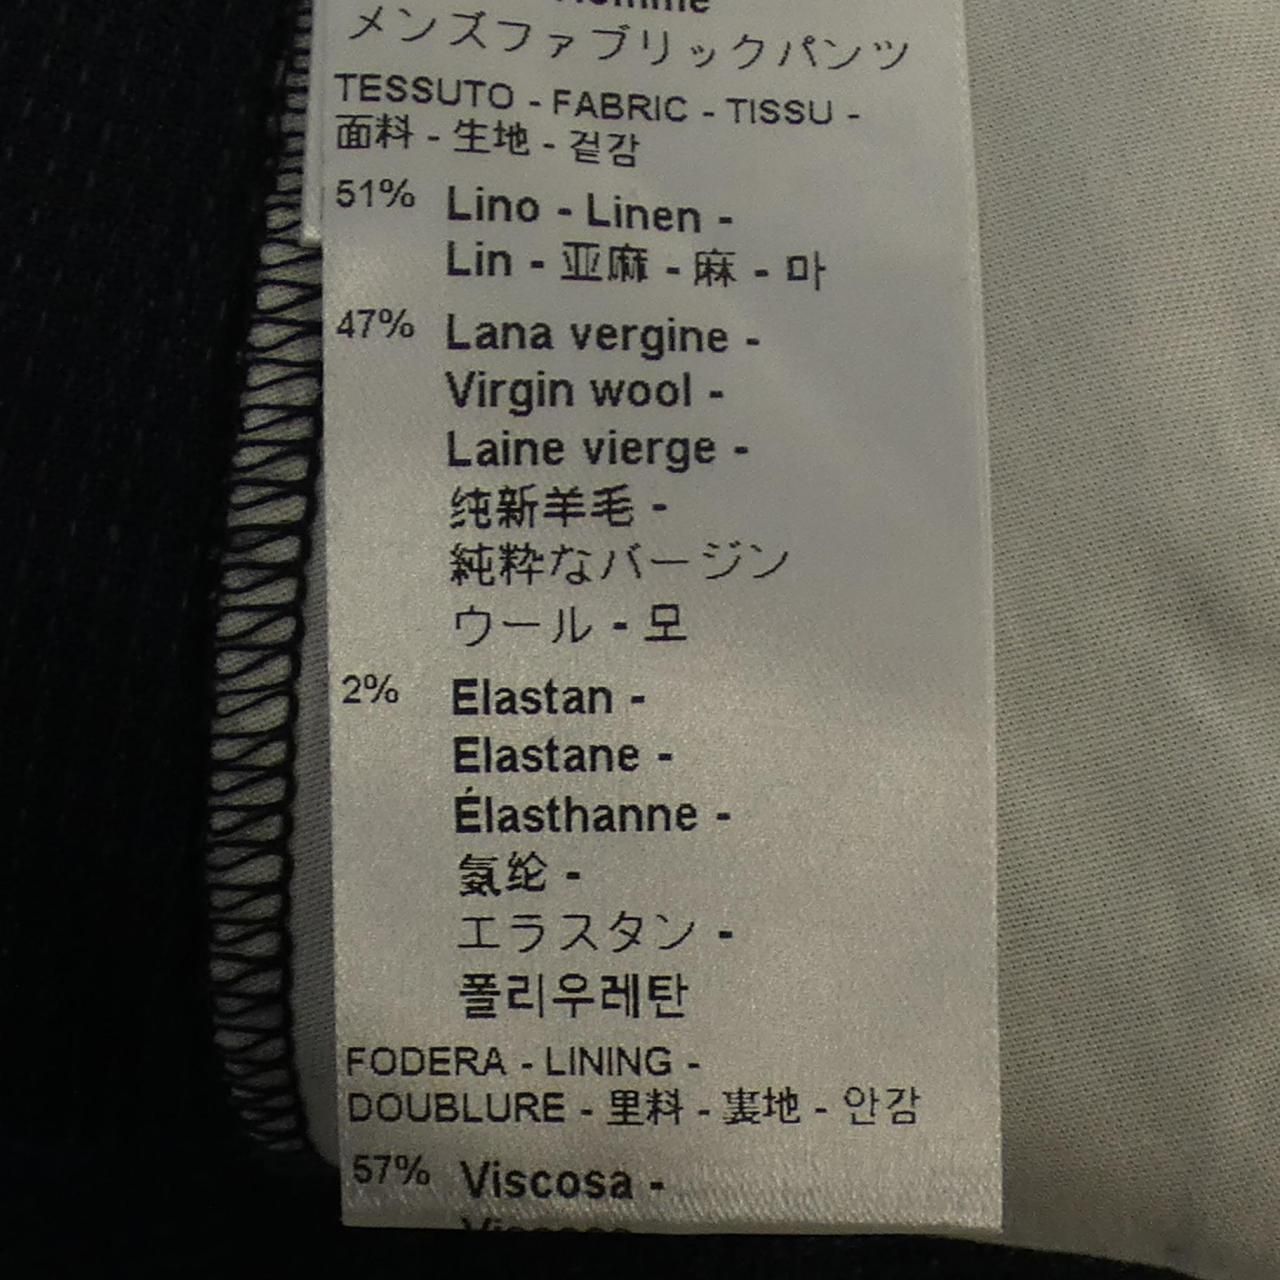 Homme
メンズファブリックパンツ
TESSUTO - FABRIC - TISSU -
面料 - 生地 - 겉감
51% Lino - Linen -
Lin - 亚麻 - 麻 - 마
47% Lana vergine -
Virgin wool -
Laine vierge -
纯新羊毛 -
純粋なバージン
ウール - 모
2% Elastan -
Elastane -
Élasthanne -
氨纶 -
エラスタン -
폴리우레탄
FODERA - LINING -
DOUBLURE - 里料 - 裏地 - 안감
57% Viscosa -